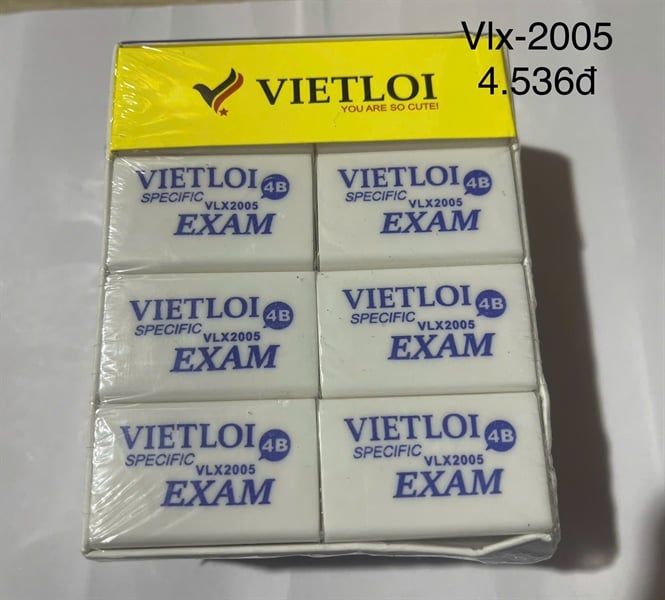 Vlx-2005
4.536đ
VIETLOI
YOU ARE SO CUTE!
VIETLOI 4B
SPECIFIC VLX2005
EXAM
VIETLOI 4B
SPECIFIC VLX2005
EXAM
VIETLOI 4B
SPECIFIC VLX2005
EXAM
VIETLOI 4B
SPECIFIC VLX2005
EXAM
VIETLOI 4B
SPECIFIC VLX2005
EXAM
VIETLOI 4B
SPECIFIC VLX2005
EXAM